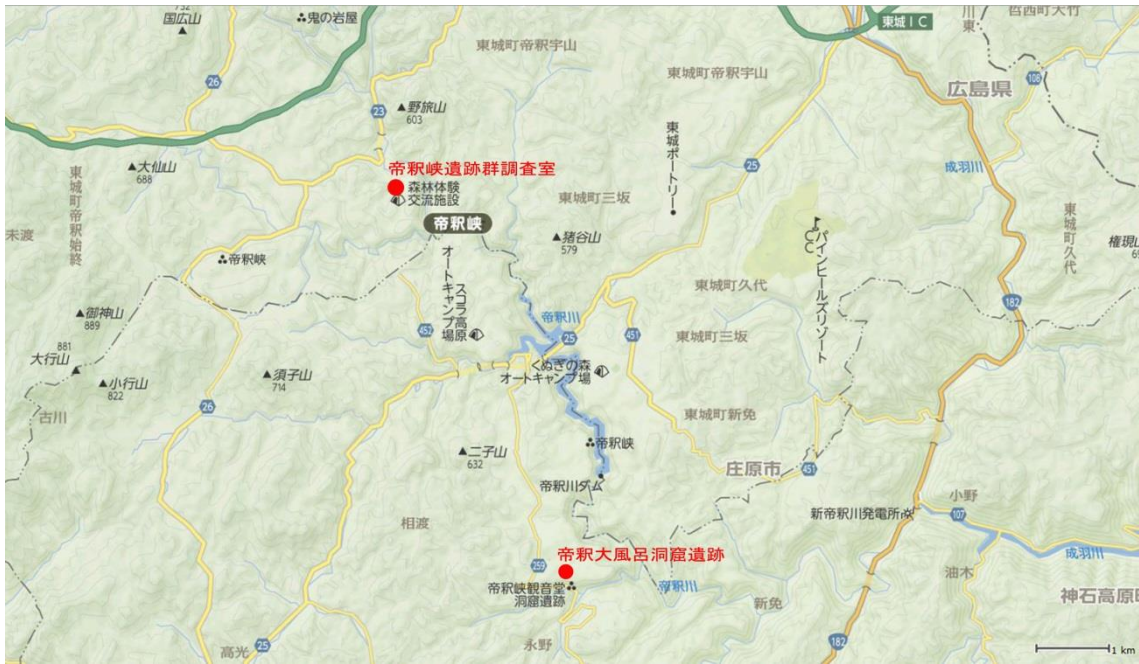 752
国広山
鬼の岩屋
東城町帝釈宇山
東城IC
川東
哲西町大竹
26
東城町帝釈宇山
広島県
108
23
野旅山
603
25
大仙山
688
帝釈峡遺跡群調査室
東城ポートリー
成羽川
東城町帝釈始終
森林体験
交流施設
東城町三坂
東城町久代
帝釈峡
未渡
猪谷山
579
パインヒールズリゾート
権現山
帝釈峡
オートキャンプ場
スコラ高原
東城町久代
182
御神山
889
帝釈川
452
25
451
東城町三坂
881
大行山
くぬぎの森
オートキャンプ場
小行山
822
須子山
714
古川
26
東城町新免
帝釈峡
二子山
632
庄原市
451
帝釈川ダム
小野
相渡
新帝釈川発電所
107
帝釈大風呂洞窟遺跡
成羽川
259
油木
帝釈峡観音堂
洞窟遺跡
帝釈川
新免
神石高原町
高光
25
永野
182
1 km